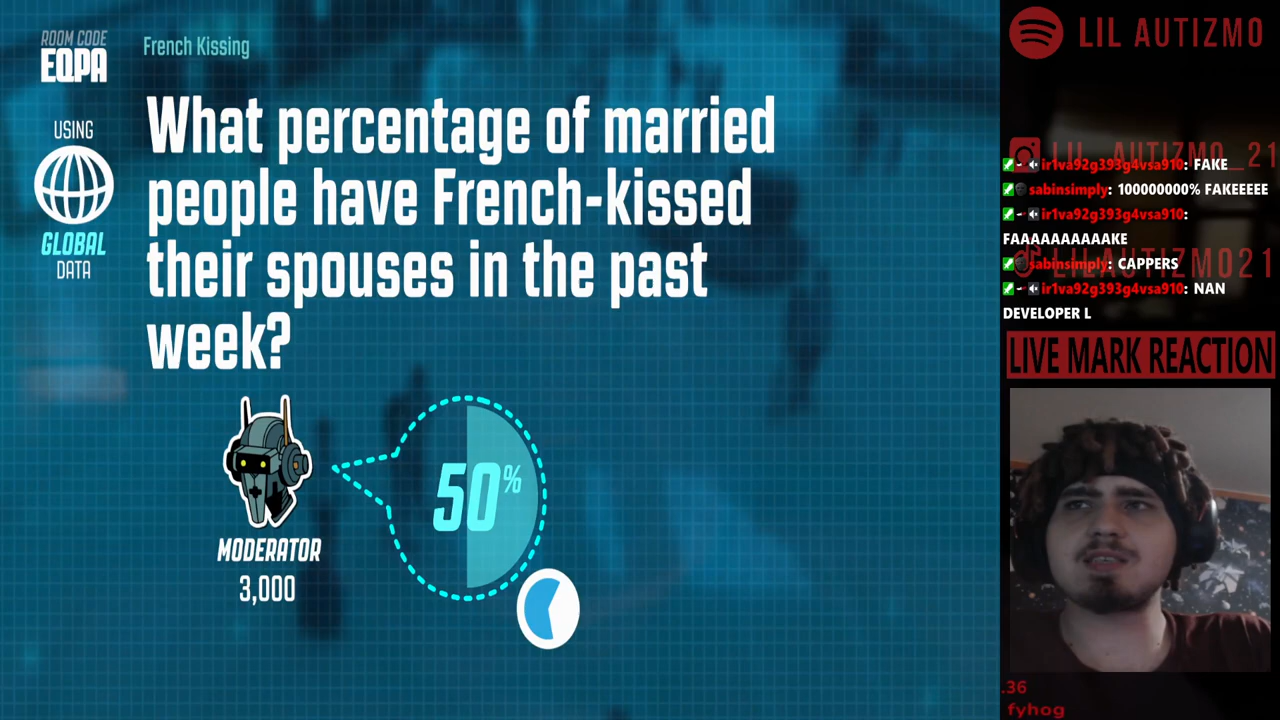 ROOM CODE
EQPA
French Kissing
USING
GLOBAL
DATA
What percentage of married
people have French-kissed
their spouses in the past
week?
50%
MODERATOR
3,000
LIL AUTIZMO
LIL_AUTIZMO_21
ir1va92g393g4vsa910: FAKE
sabinsimply: 100000000% FAKEEEEE
ir1va92g393g4vsa910:
FAAAAAAAAAAKE
LILAUTIZMO21
sabinsimply: CAPPERS
ir1va92g393g4vsa910: NAN
DEVELOPER L
LIVE MARK REACTION
.36
fyhog